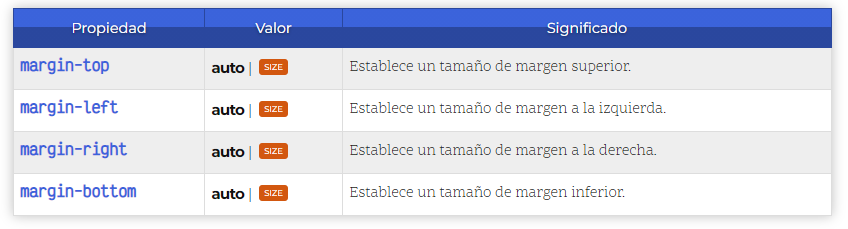 Propiedad Valor Significado
margin-top auto | SIZE Establece un tamaño de margen superior.
margin-left auto | SIZE Establece un tamaño de margen a la izquierda.
margin-right auto | SIZE Establece un tamaño de margen a la derecha.
margin-bottom auto | SIZE Establece un tamaño de margen inferior.